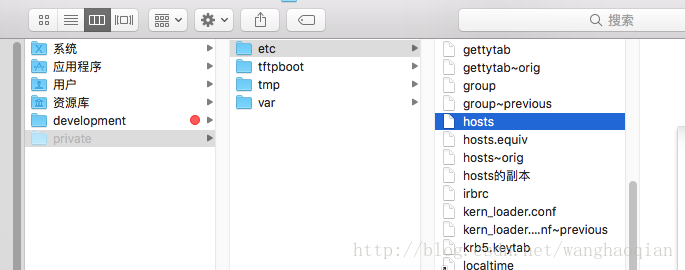 搜索
系统
应用程序
用户
资源库
development
private
etc
tftpboot
tmp
var
gettytab
gettytab~orig
group
group~previous
hosts
hosts.equiv
hosts~orig
hosts的副本
irbrc
kern_loader.conf
kern_loader....nf~previous
krb5.keytab
localtime
http://blog.csdn.net/wanghaoqian